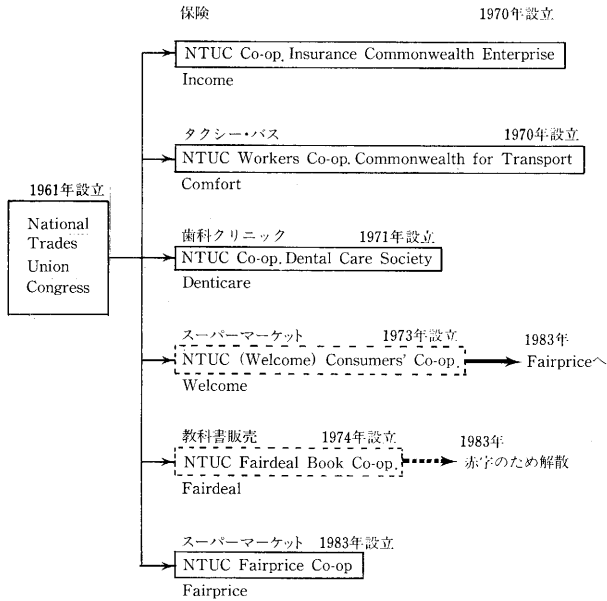 保険 1970年設立
NTUC Co-op. Insurance Commonwealth Enterprise
Income
タクシー・バス 1970年設立
NTUC Workers Co-op. Commonwealth for Transport
Comfort
1961年設立
National
Trades
Union
Congress
歯科クリニック 1971年設立
NTUC Co-op. Dental Care Society
Denticare
スーパーマーケット 1973年設立
NTUC (Welcome) Consumers' Co-op.
Welcome
1983年
Fairpriceへ
教科書販売 1974年設立
NTUC Fairdeal Book Co-op.
Fairdeal
1983年
赤字のため解散
スーパーマーケット 1983年設立
NTUC Fairprice Co-op
Fairprice